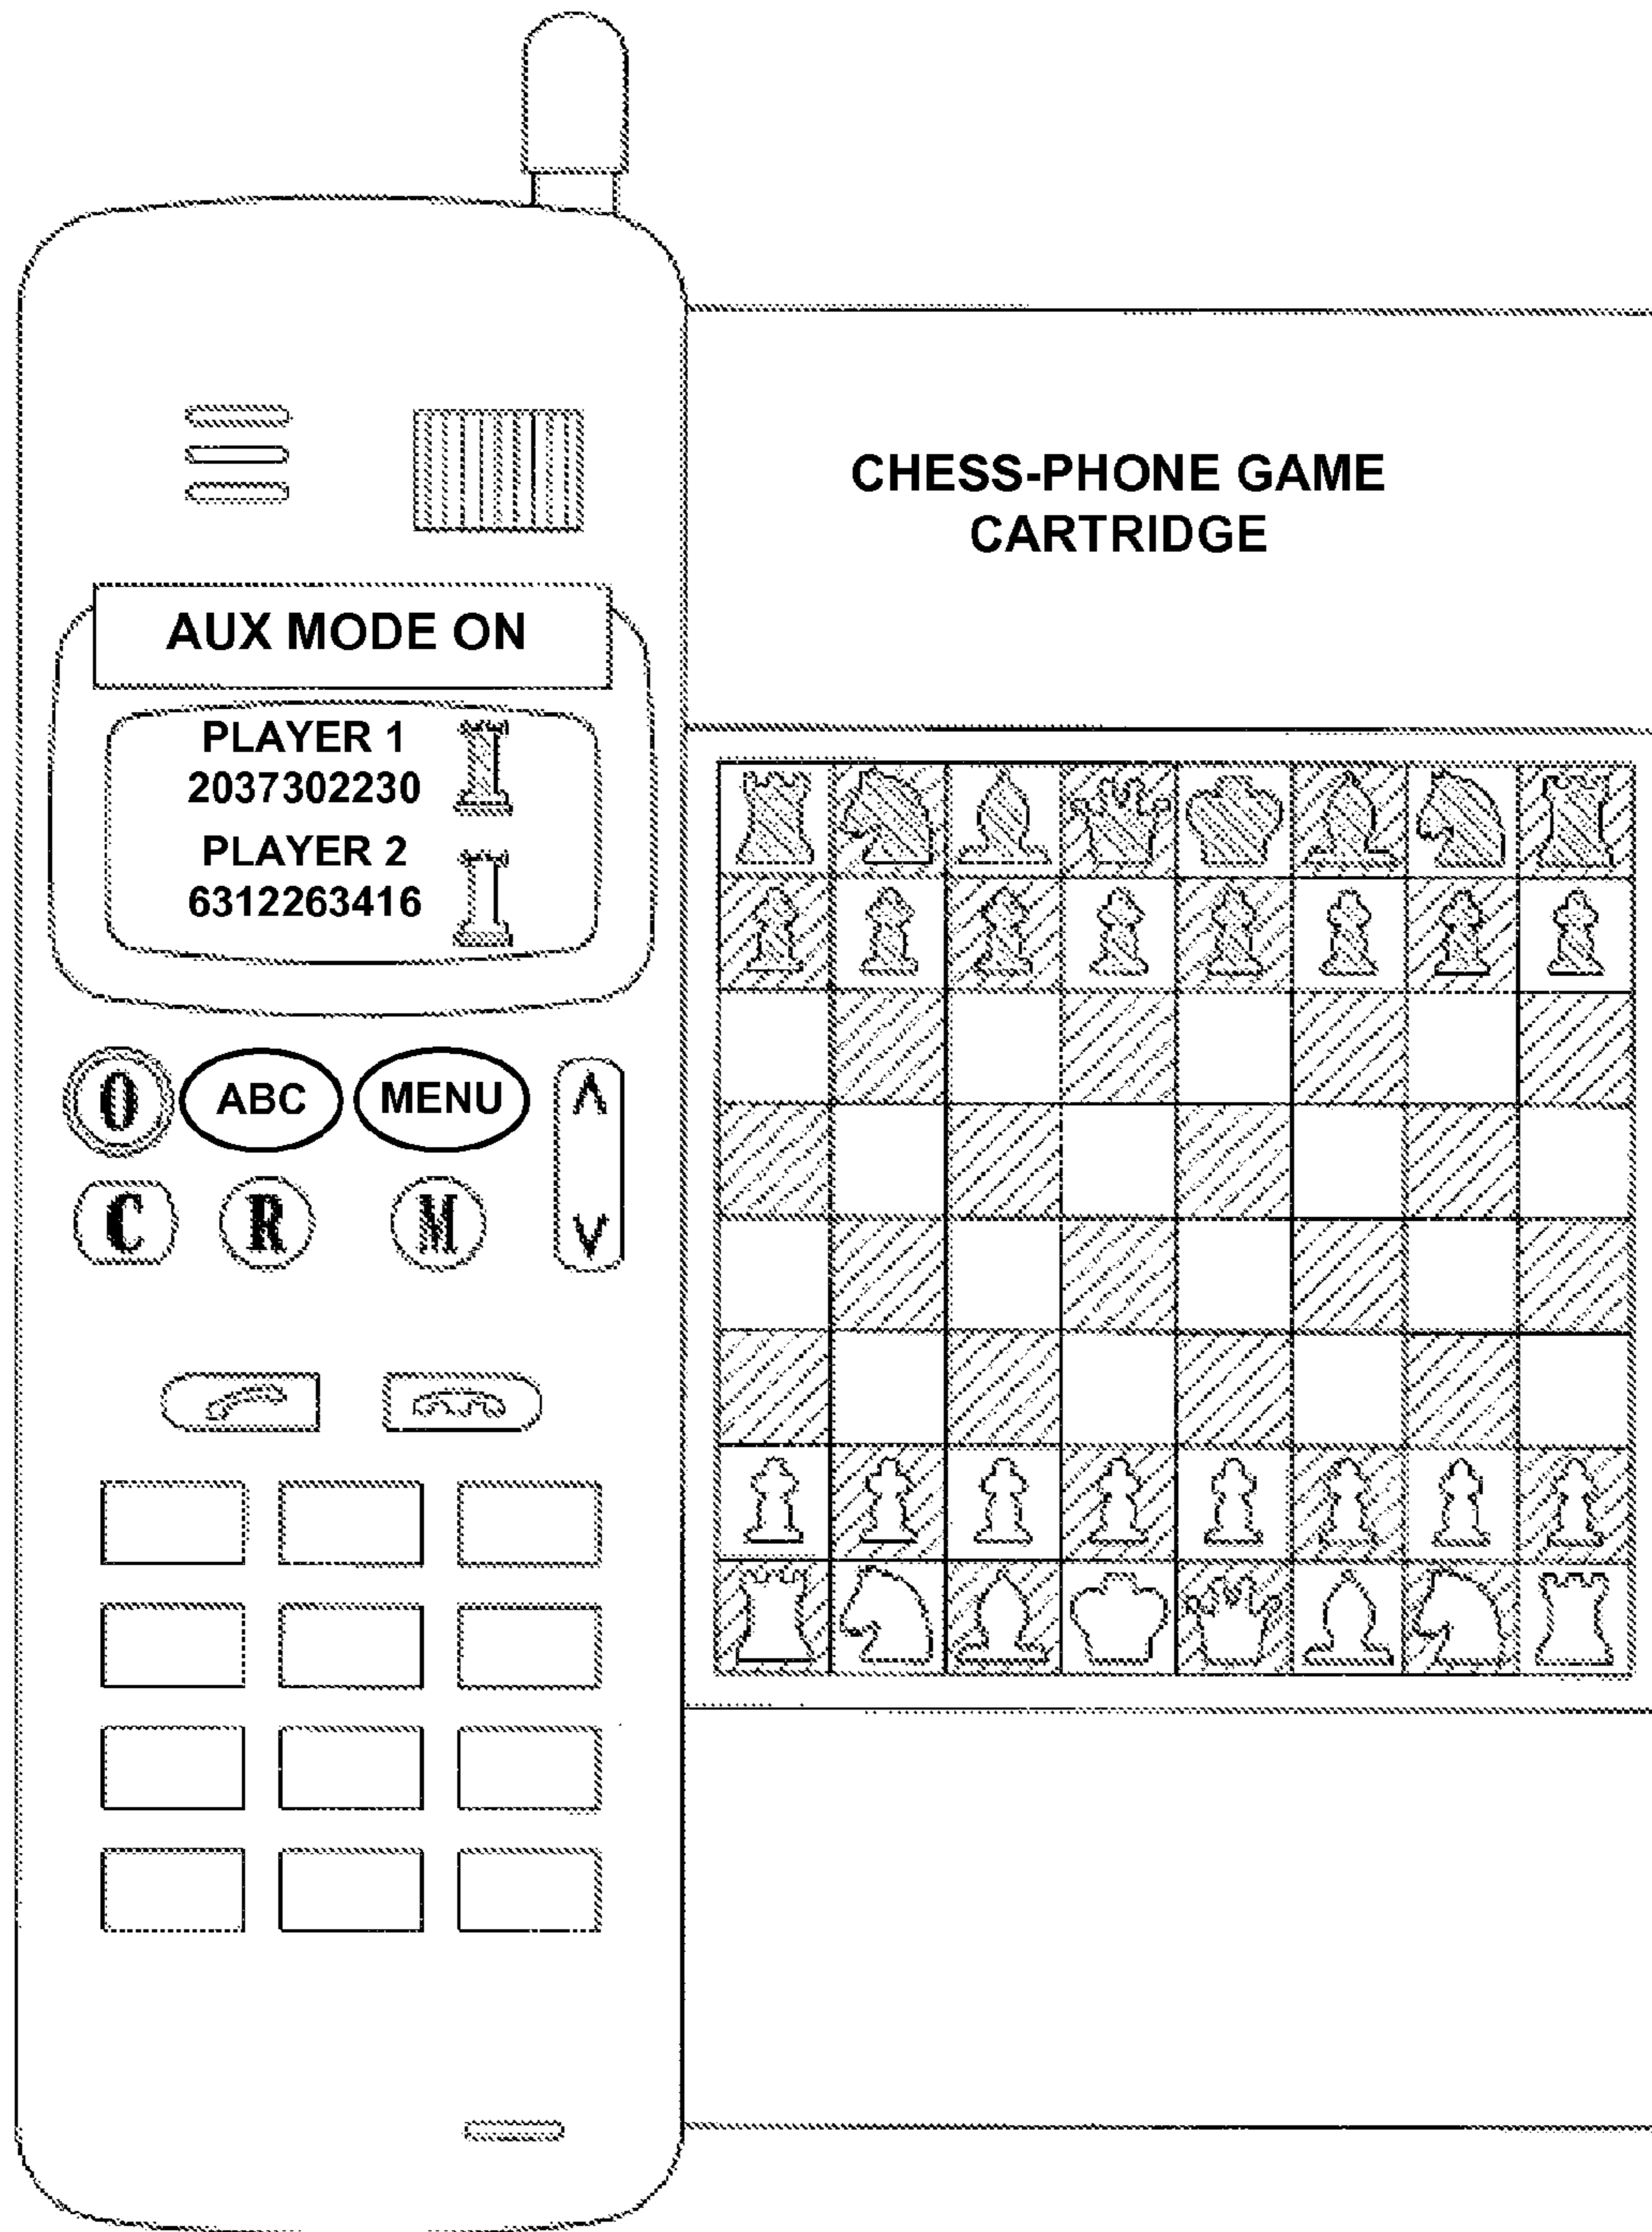 CHESS-PHONE GAME
CARTRIDGE
AUX MODE ON
PLAYER 1
2037302230
PLAYER 2
6312263416
O ABC MENU
C R M